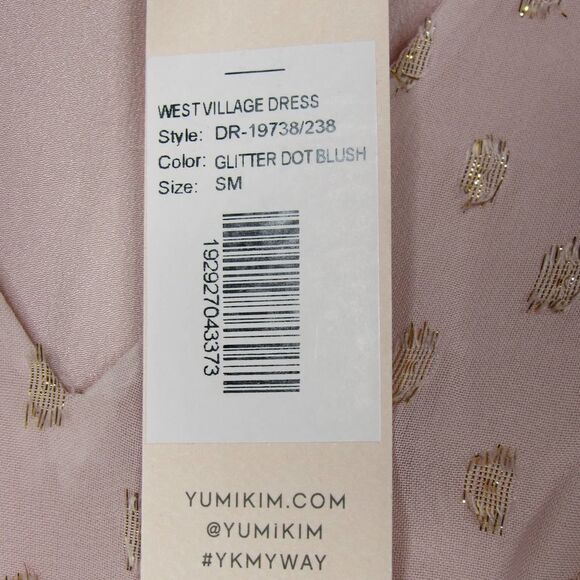 WEST VILLAGE DRESS
Style: DR-19738/238
Color: GLITTER DOT BLUSH
Size: SM
192927043373
YUMIKIM.COM
@YUMiKIM
#YKMYWAY